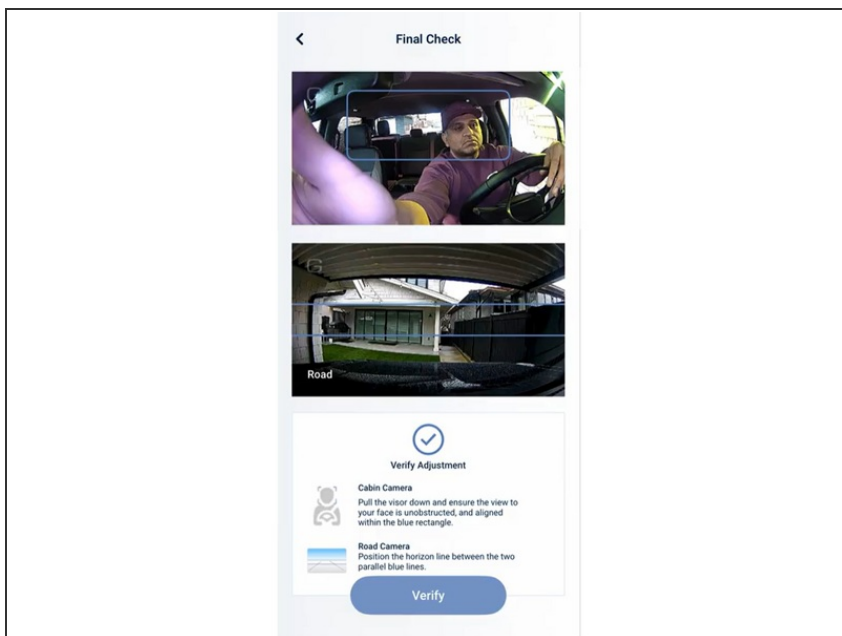 Final Check
G
G
Road
Verify Adjustment
Cabin Camera
Pull the visor down and ensure the view to
your face is unobstructed, and aligned
within the blue rectangle.
Road Camera
Position the horizon line between the two
parallel blue lines.
Verify